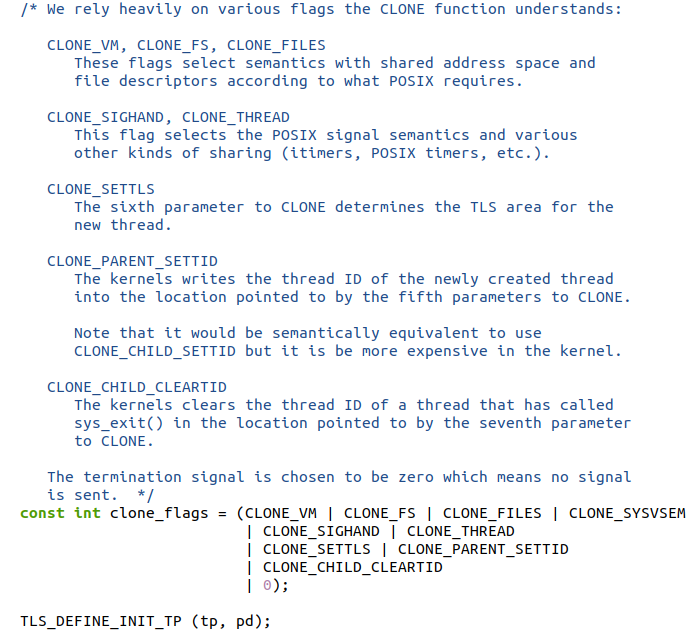 /* We rely heavily on various flags the CLONE function understands:

   CLONE_VM, CLONE_FS, CLONE_FILES
      These flags select semantics with shared address space and
      file descriptors according to what POSIX requires.

   CLONE_SIGHAND, CLONE_THREAD
      This flag selects the POSIX signal semantics and various
      other kinds of sharing (itimers, POSIX timers, etc.).

   CLONE_SETTLS
      The sixth parameter to CLONE determines the TLS area for the
      new thread.

   CLONE_PARENT_SETTID
      The kernels writes the thread ID of the newly created thread
      into the location pointed to by the fifth parameters to CLONE.

      Note that it would be semantically equivalent to use
      CLONE_CHILD_SETTID but it is be more expensive in the kernel.

   CLONE_CHILD_CLEARTID
      The kernels clears the thread ID of a thread that has called
      sys_exit() in the location pointed to by the seventh parameter
      to CLONE.

   The termination signal is chosen to be zero which means no signal
   is sent.  */
const int clone_flags = (CLONE_VM | CLONE_FS | CLONE_FILES | CLONE_SYSVSEM
                         | CLONE_SIGHAND | CLONE_THREAD
                         | CLONE_SETTLS | CLONE_PARENT_SETTID
                         | CLONE_CHILD_CLEARTID
                         | 0);

TLS_DEFINE_INIT_TP (tp, pd);